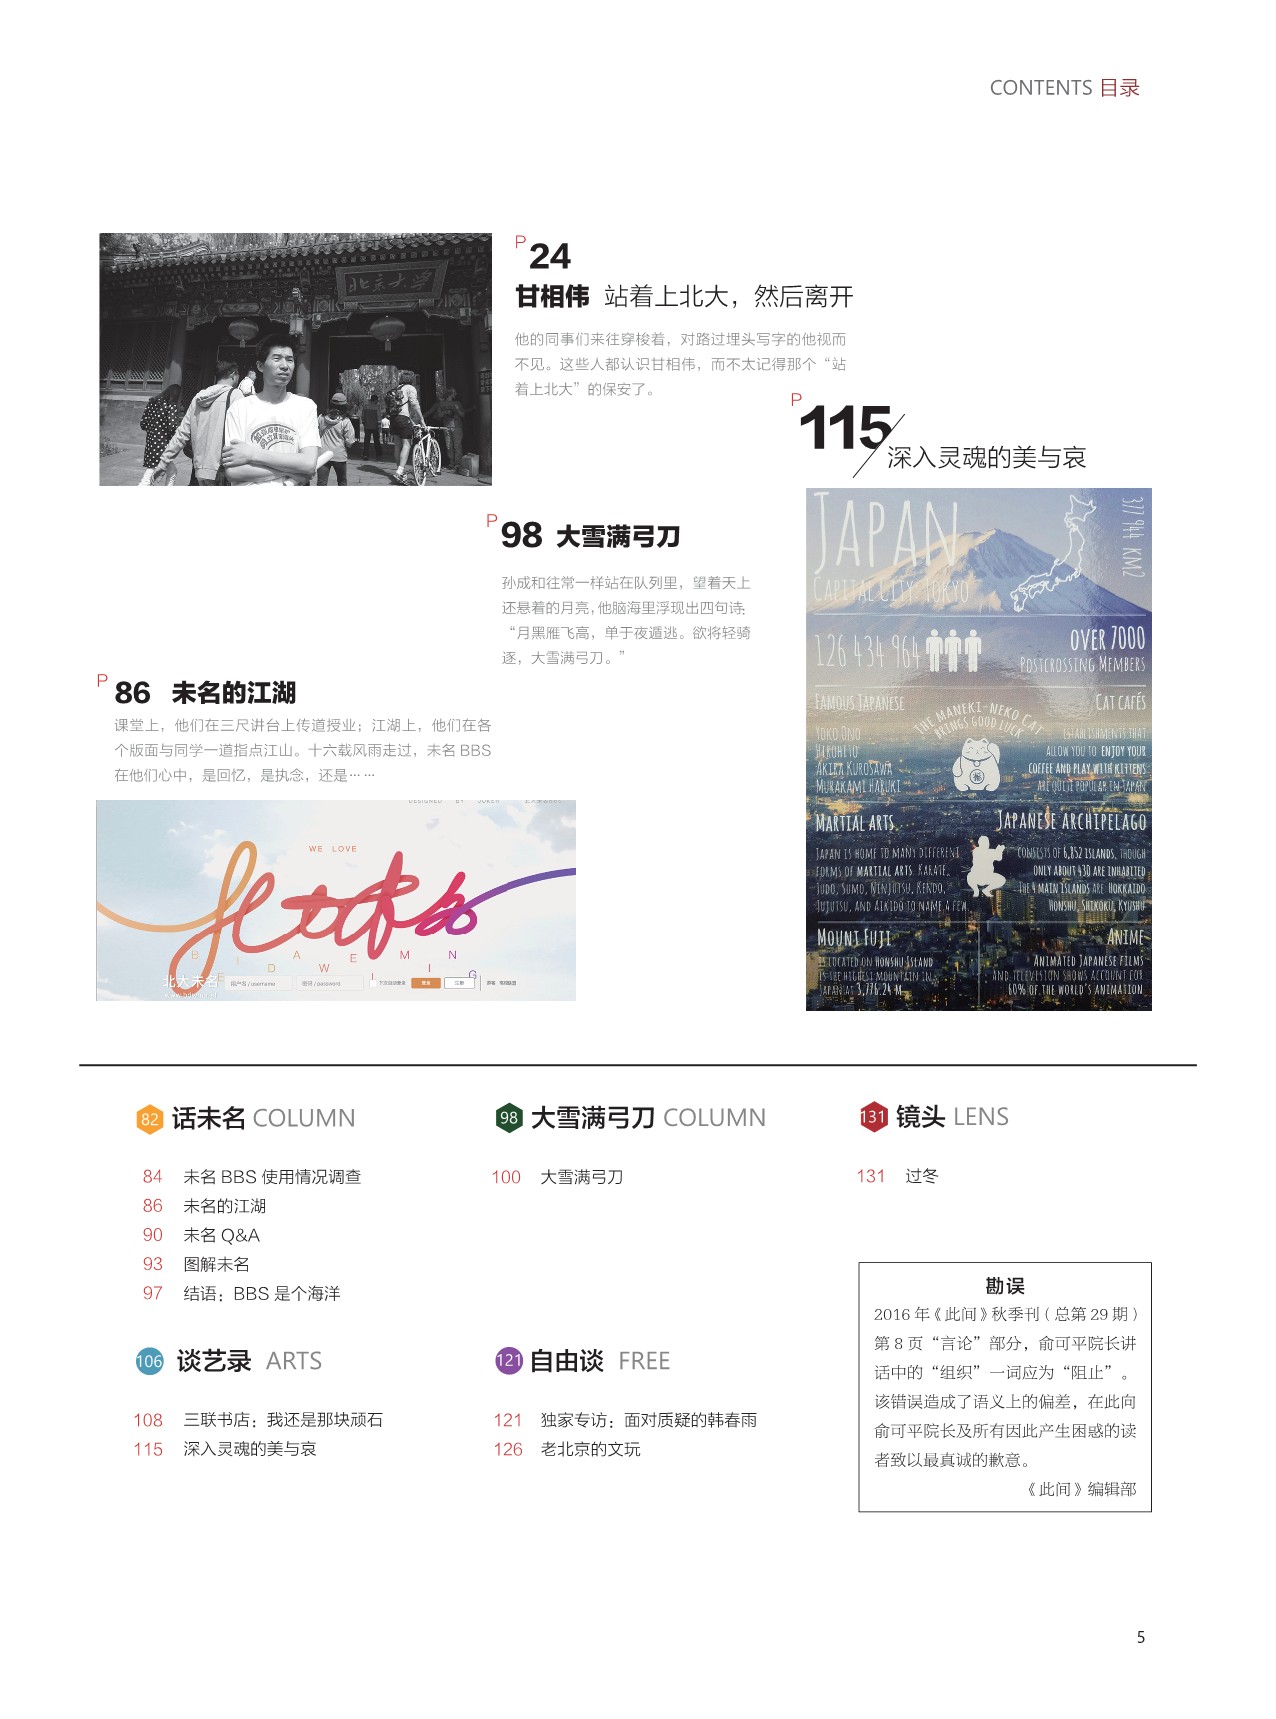 CONTENTS 目录
北京大学
P 24
甘相伟 站着上北大，然后离开
他的同事们来往穿梭着，对路过埋头写字的他视而
不见。这些人都认识甘相伟，而不太记得那个“站
着上北大”的保安了。
P 115
深入灵魂的美与哀
P 98 大雪满弓刀
孙成和往常一样站在队列里，望着天上
还悬着的月亮，他脑海里浮现出四句诗：
“月黑雁飞高，单于夜遁逃。欲将轻骑
逐，大雪满弓刀。”
P 86 未名的江湖
课堂上，他们在三尺讲台上传道授业；江湖上，他们在各
个版面与同学一道指点江山。十六载风雨走过，未名 BBS
在他们心中，是回忆，是执念，还是……
DESIGNED BY JOKER
WE LOVE
BIDAWEIMING
北大未名
用户名 / username
密码 / password
登录
注册
JAPAN
377 944 KM2
CAPITAL CITY TOKYO
126 434 964
OVER 7000
POSTCROSSING MEMBERS
FAMOUS JAPANESE
YOKO ONO
HIROHITO
AKIRA KUROSAWA
MURAKAMI HARUKI
THE MANEKI-NEKO CAT
BRINGS GOOD LUCK
CAT CAFÉS
ESTABLISHMENTS THAT
ALLOW YOU TO ENJOY YOUR
COFFEE AND PLAY WITH KITTENS
ARE QUITE POPULAR IN JAPAN
MARTIAL ARTS
JAPAN IS HOME TO MANY DIFFERENT
FORMS OF MARTIAL ARTS KARATE,
JUDO, SUMO, NINJUTSU, KENDO,
JUJUTSU, AND AIKIDO TO NAME A FEW.
JAPANESE ARCHIPELAGO
CONSISTS OF 6,852 ISLANDS, THOUGH
ONLY ABOUT 430 ARE INHABITED
THE 4 MAIN ISLANDS ARE HOKKAIDO
HONSHU, SHIKOKU, KYUSHU
MOUNT FUJI
IS LOCATED ON HONSHU ISLAND
IS THE HIGHEST MOUNTAIN IN
JAPAN AT 3,776.24 M
ANIME
ANIMATED JAPANESE FILMS
AND TELEVISION SHOWS ACCOUNT FOR
60% OF THE WORLD'S ANIMATION
82 话未名 COLUMN
84 未名 BBS 使用情况调查
86 未名的江湖
90 未名 Q&A
93 图解未名
97 结语：BBS 是个海洋
98 大雪满弓刀 COLUMN
100 大雪满弓刀
131 镜头 LENS
131 过冬
106 谈艺录 ARTS
108 三联书店：我还是那块顽石
115 深入灵魂的美与哀
121 自由谈 FREE
121 独家专访：面对质疑的韩春雨
126 老北京的文玩
勘误
2016 年《此间》秋季刊（总第 29 期）
第 8 页“言论”部分，俞可平院长讲
话中的“组织”一词应为“阻止”。
该错误造成了语义上的偏差，在此向
俞可平院长及所有因此产生困惑的读
者致以最真诚的歉意。
《此间》编辑部
5